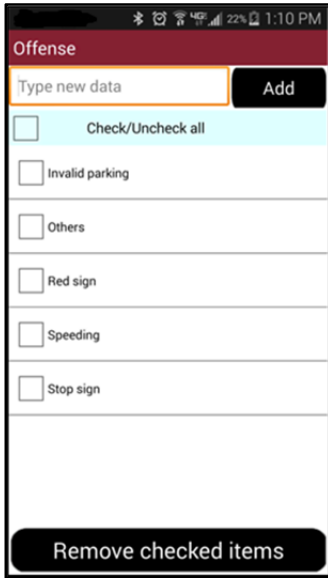 4G 22% 1:10 PM
Offense
Type new data
Add
Check/Uncheck all
Invalid parking
Others
Red sign
Speeding
Stop sign
Remove checked items